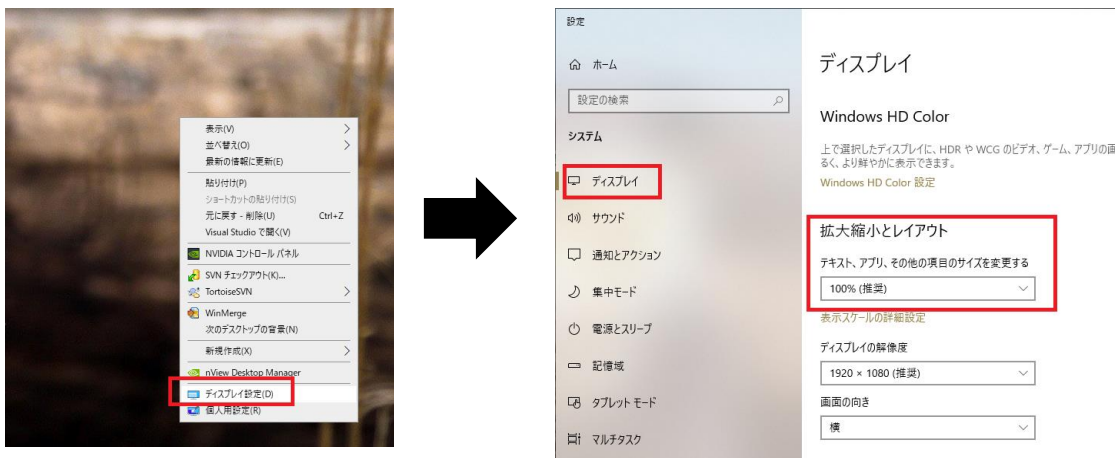 表示(V)
並べ替え(O)
最新の情報に更新(E)
貼り付け(P)
ショートカットの貼り付け(S)
元に戻す - 削除(U) Ctrl+Z
Visual Studio で開く(V)
NVIDIA コントロール パネル
SVN チェックアウト(K)...
TortoiseSVN
WinMerge
次のデスクトップの背景(N)
新規作成(X)
nView Desktop Manager
ディスプレイ設定(D)
個人用設定(R)
設定
ホーム
設定の検索
システム
ディスプレイ
サウンド
通知とアクション
集中モード
電源とスリープ
記憶域
タブレット モード
マルチタスク
ディスプレイ
Windows HD Color
上で選択したディスプレイに、HDR や WCG のビデオ、ゲーム、アプリの画
るく、より鮮やかに表示できます。
Windows HD Color 設定
拡大縮小とレイアウト
テキスト、アプリ、その他の項目のサイズを変更する
100% (推奨)
表示スケールの詳細設定
ディスプレイの解像度
1920 × 1080 (推奨)
画面の向き
横